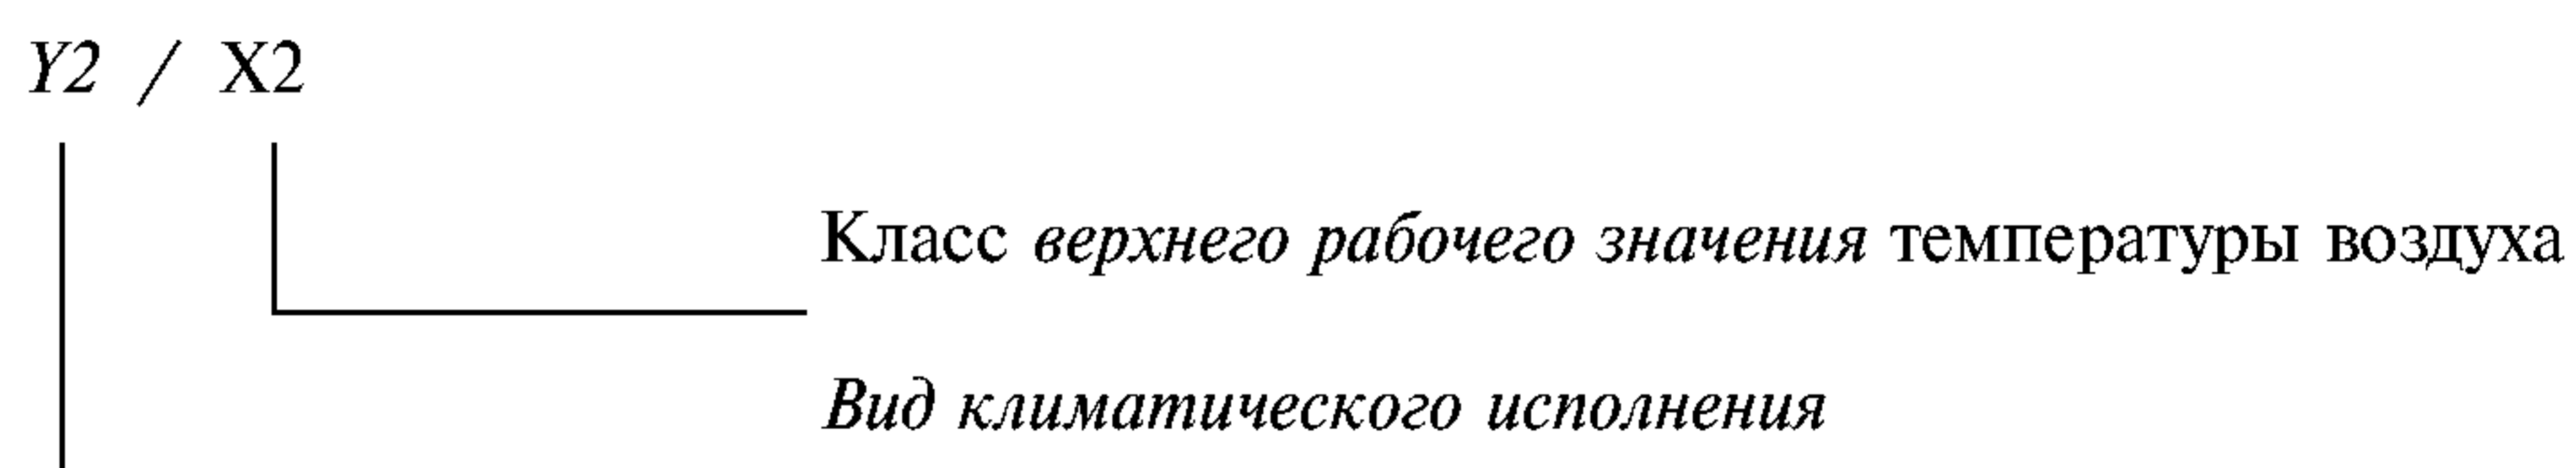 Y2 / X2
Класс верхнего рабочего значения температуры воздуха
Вид климатического исполнения